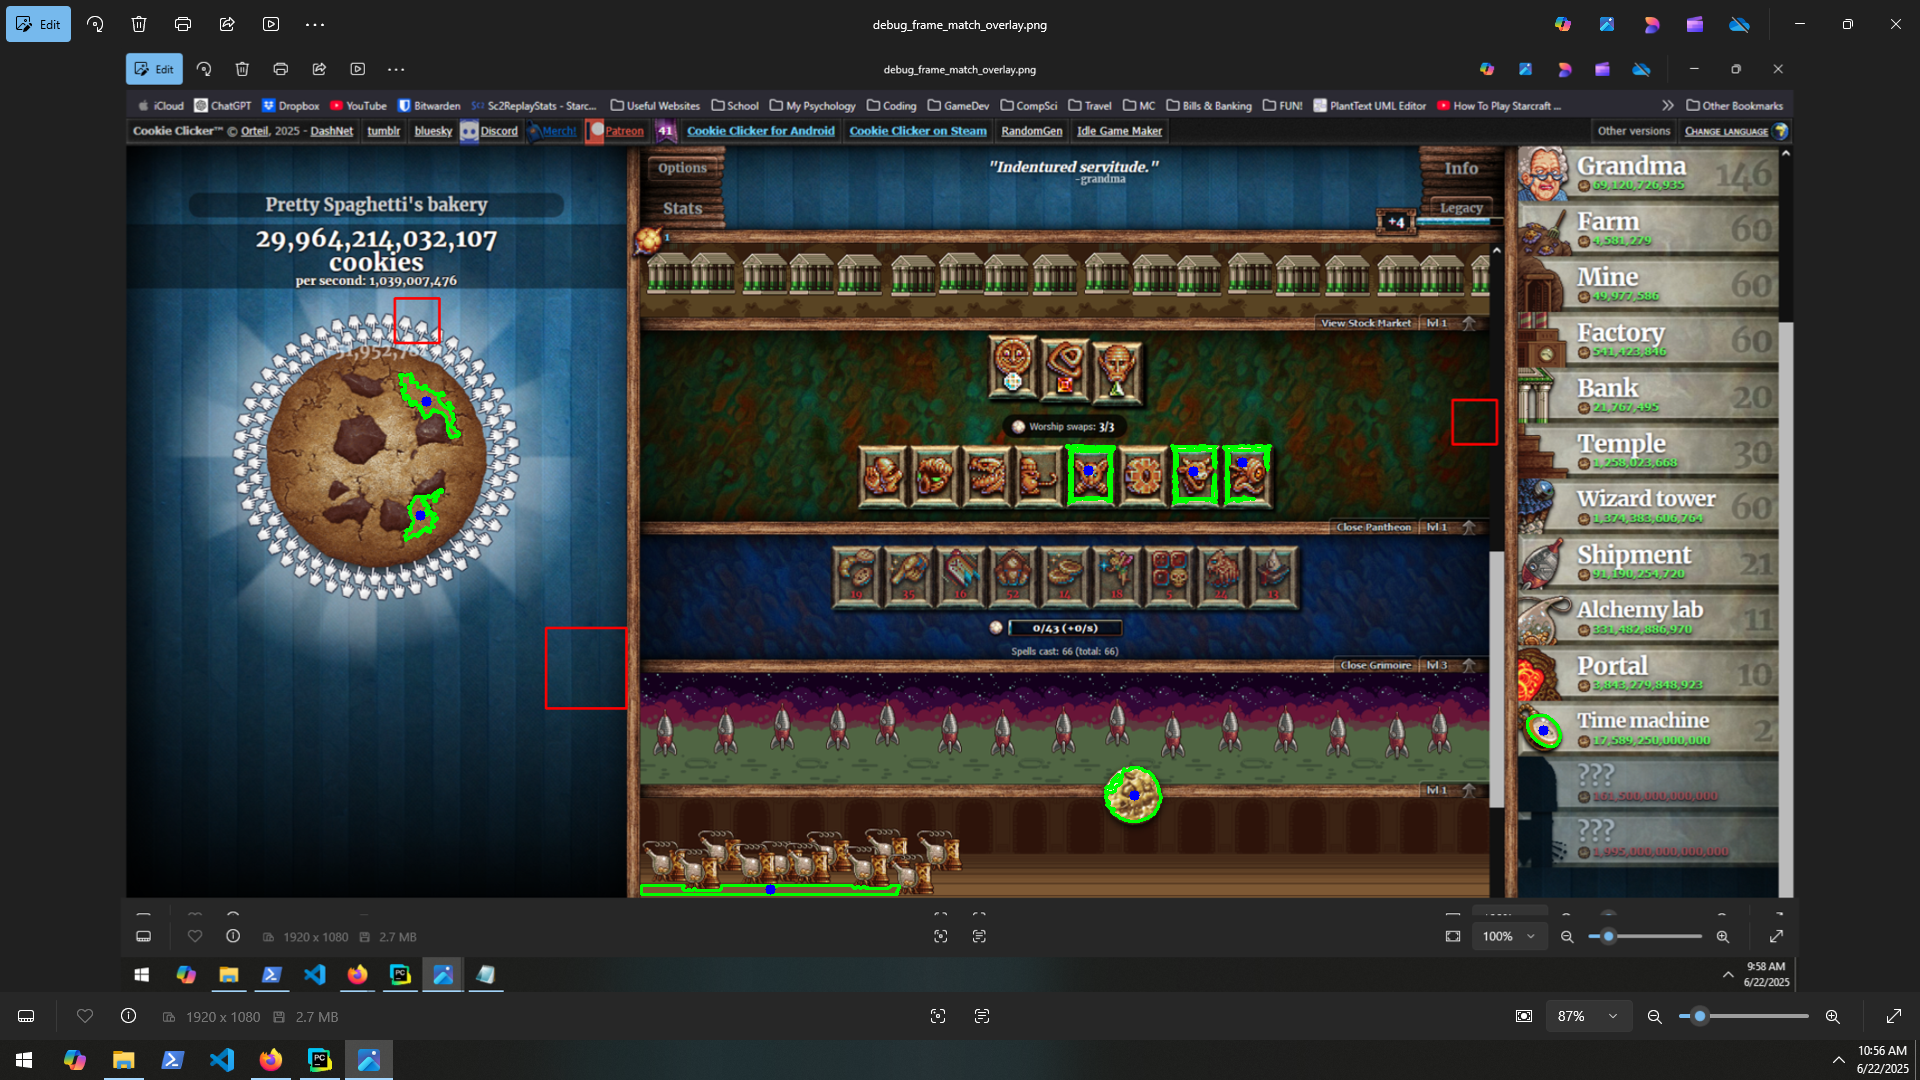 Edit
debug_frame_match_overlay.png
Edit
debug_frame_match_overlay.png
iCloud ChatGPT Dropbox YouTube Bitwarden Sc2ReplayStats - Starc... Useful Websites School My Psychology Coding GameDev CompSci Travel MC Bills & Banking FUN! PlantText UML Editor How To Play Starcraft ... Other Bookmarks
Cookie Clicker™ © Orteil, 2025 - DashNet tumblr bluesky Discord Merch! Patreon 41 Cookie Clicker for Android Cookie Clicker on Steam RandomGen Idle Game Maker Other versions CHANGE LANGUAGE
Pretty Spaghetti's bakery
29,964,214,032,107
cookies
per second: 1,039,007,476
Options
Stats
"Indentured servitude."
-grandma
Info
Legacy
+4
1
View Stock Market lvl 1
Worship swaps: 3/3
Close Pantheon lvl 1
19 35 16 52 14 18 5 24 13
0/43 (+0/s)
Spells cast: 66 (total: 66)
Close Grimoire lvl 3
lvl 1
Grandma 146
69,120,726,935
Farm 60
4,581,279
Mine 60
49,977,586
Factory 60
541,423,846
Bank 20
21,767,495
Temple 30
1,258,023,668
Wizard tower 60
1,374,383,606,764
Shipment 21
91,190,254,720
Alchemy lab 11
331,482,886,970
Portal 10
3,843,279,848,923
Time machine 2
17,589,250,000,000
???
???
1920 x 1080 2.7 MB
100%
9:58 AM
6/22/2025
1920 x 1080 2.7 MB
87%
10:56 AM
6/22/2025